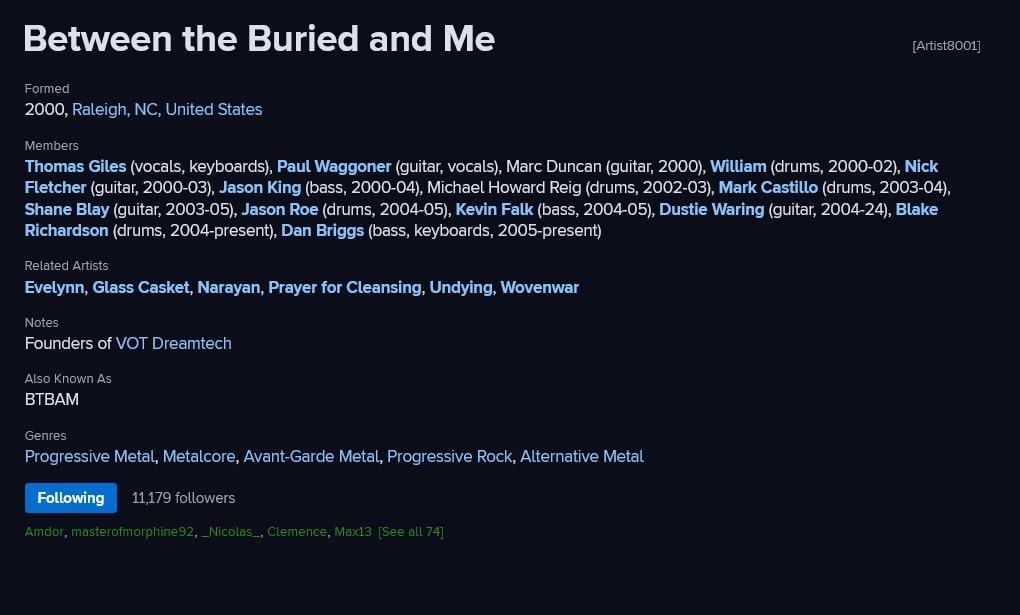 Between the Buried and Me
[Artist8001]
Formed
2000, Raleigh, NC, United States
Members
Thomas Giles (vocals, keyboards), Paul Waggoner (guitar, vocals), Marc Duncan (guitar, 2000), William (drums, 2000-02), Nick
Fletcher (guitar, 2000-03), Jason King (bass, 2000-04), Michael Howard Reig (drums, 2002-03), Mark Castillo (drums, 2003-04),
Shane Blay (guitar, 2003-05), Jason Roe (drums, 2004-05), Kevin Falk (bass, 2004-05), Dustie Waring (guitar, 2004-24), Blake
Richardson (drums, 2004-present), Dan Briggs (bass, keyboards, 2005-present)
Related Artists
Evelynn, Glass Casket, Narayan, Prayer for Cleansing, Undying, Wovenwar
Notes
Founders of VOT Dreamtech
Also Known As
BTBAM
Genres
Progressive Metal, Metalcore, Avant-Garde Metal, Progressive Rock, Alternative Metal
Following 11,179 followers
Amdor, masterofmorphine92, _Nicolas_, Clemence, Max13 [See all 74]